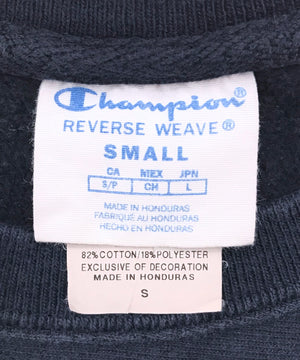 Champion®
REVERSE WEAVE®
SMALL
CA MEX JPN
S/P CH L
MADE IN HONDURAS
FABRIQUÉ AU HONDURAS
HECHO EN HONDURAS
82%COTTON/18%POLYESTER
EXCLUSIVE OF DECORATION
MADE IN HONDURAS
S